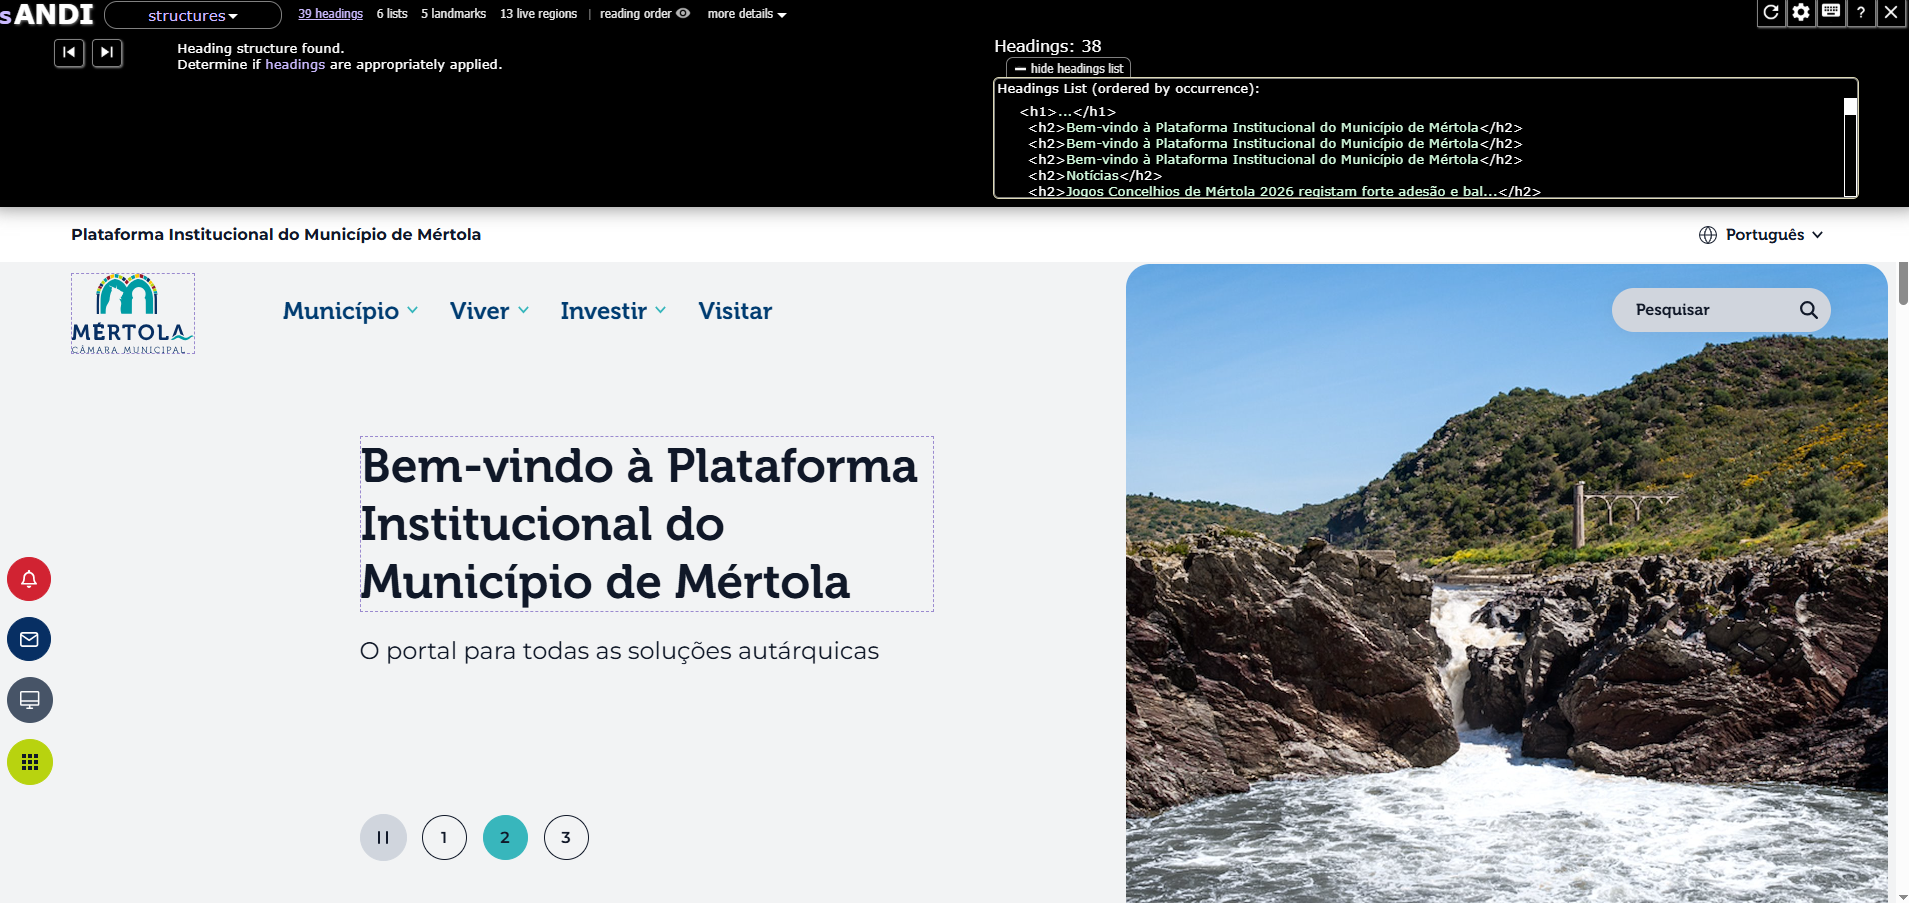 sANDI
structures
39 headings 6 lists 5 landmarks 13 live regions | reading order more details
?
Heading structure found.
Determine if headings are appropriately applied.
Headings: 38
hide headings list
Headings List (ordered by occurrence):
<h1>...</h1>
<h2>Bem-vindo à Plataforma Institucional do Município de Mértola</h2>
<h2>Bem-vindo à Plataforma Institucional do Município de Mértola</h2>
<h2>Bem-vindo à Plataforma Institucional do Município de Mértola</h2>
<h2>Notícias</h2>
<h2>Jogos Concelhios de Mértola 2026 registam forte adesão e bal...</h2>
Plataforma Institucional do Município de Mértola
Português
MÉRTOLA
CÂMARA MUNICIPAL
Município Viver Investir Visitar
Pesquisar
Bem-vindo à Plataforma
Institucional do
Município de Mértola
O portal para todas as soluções autárquicas
1 2 3